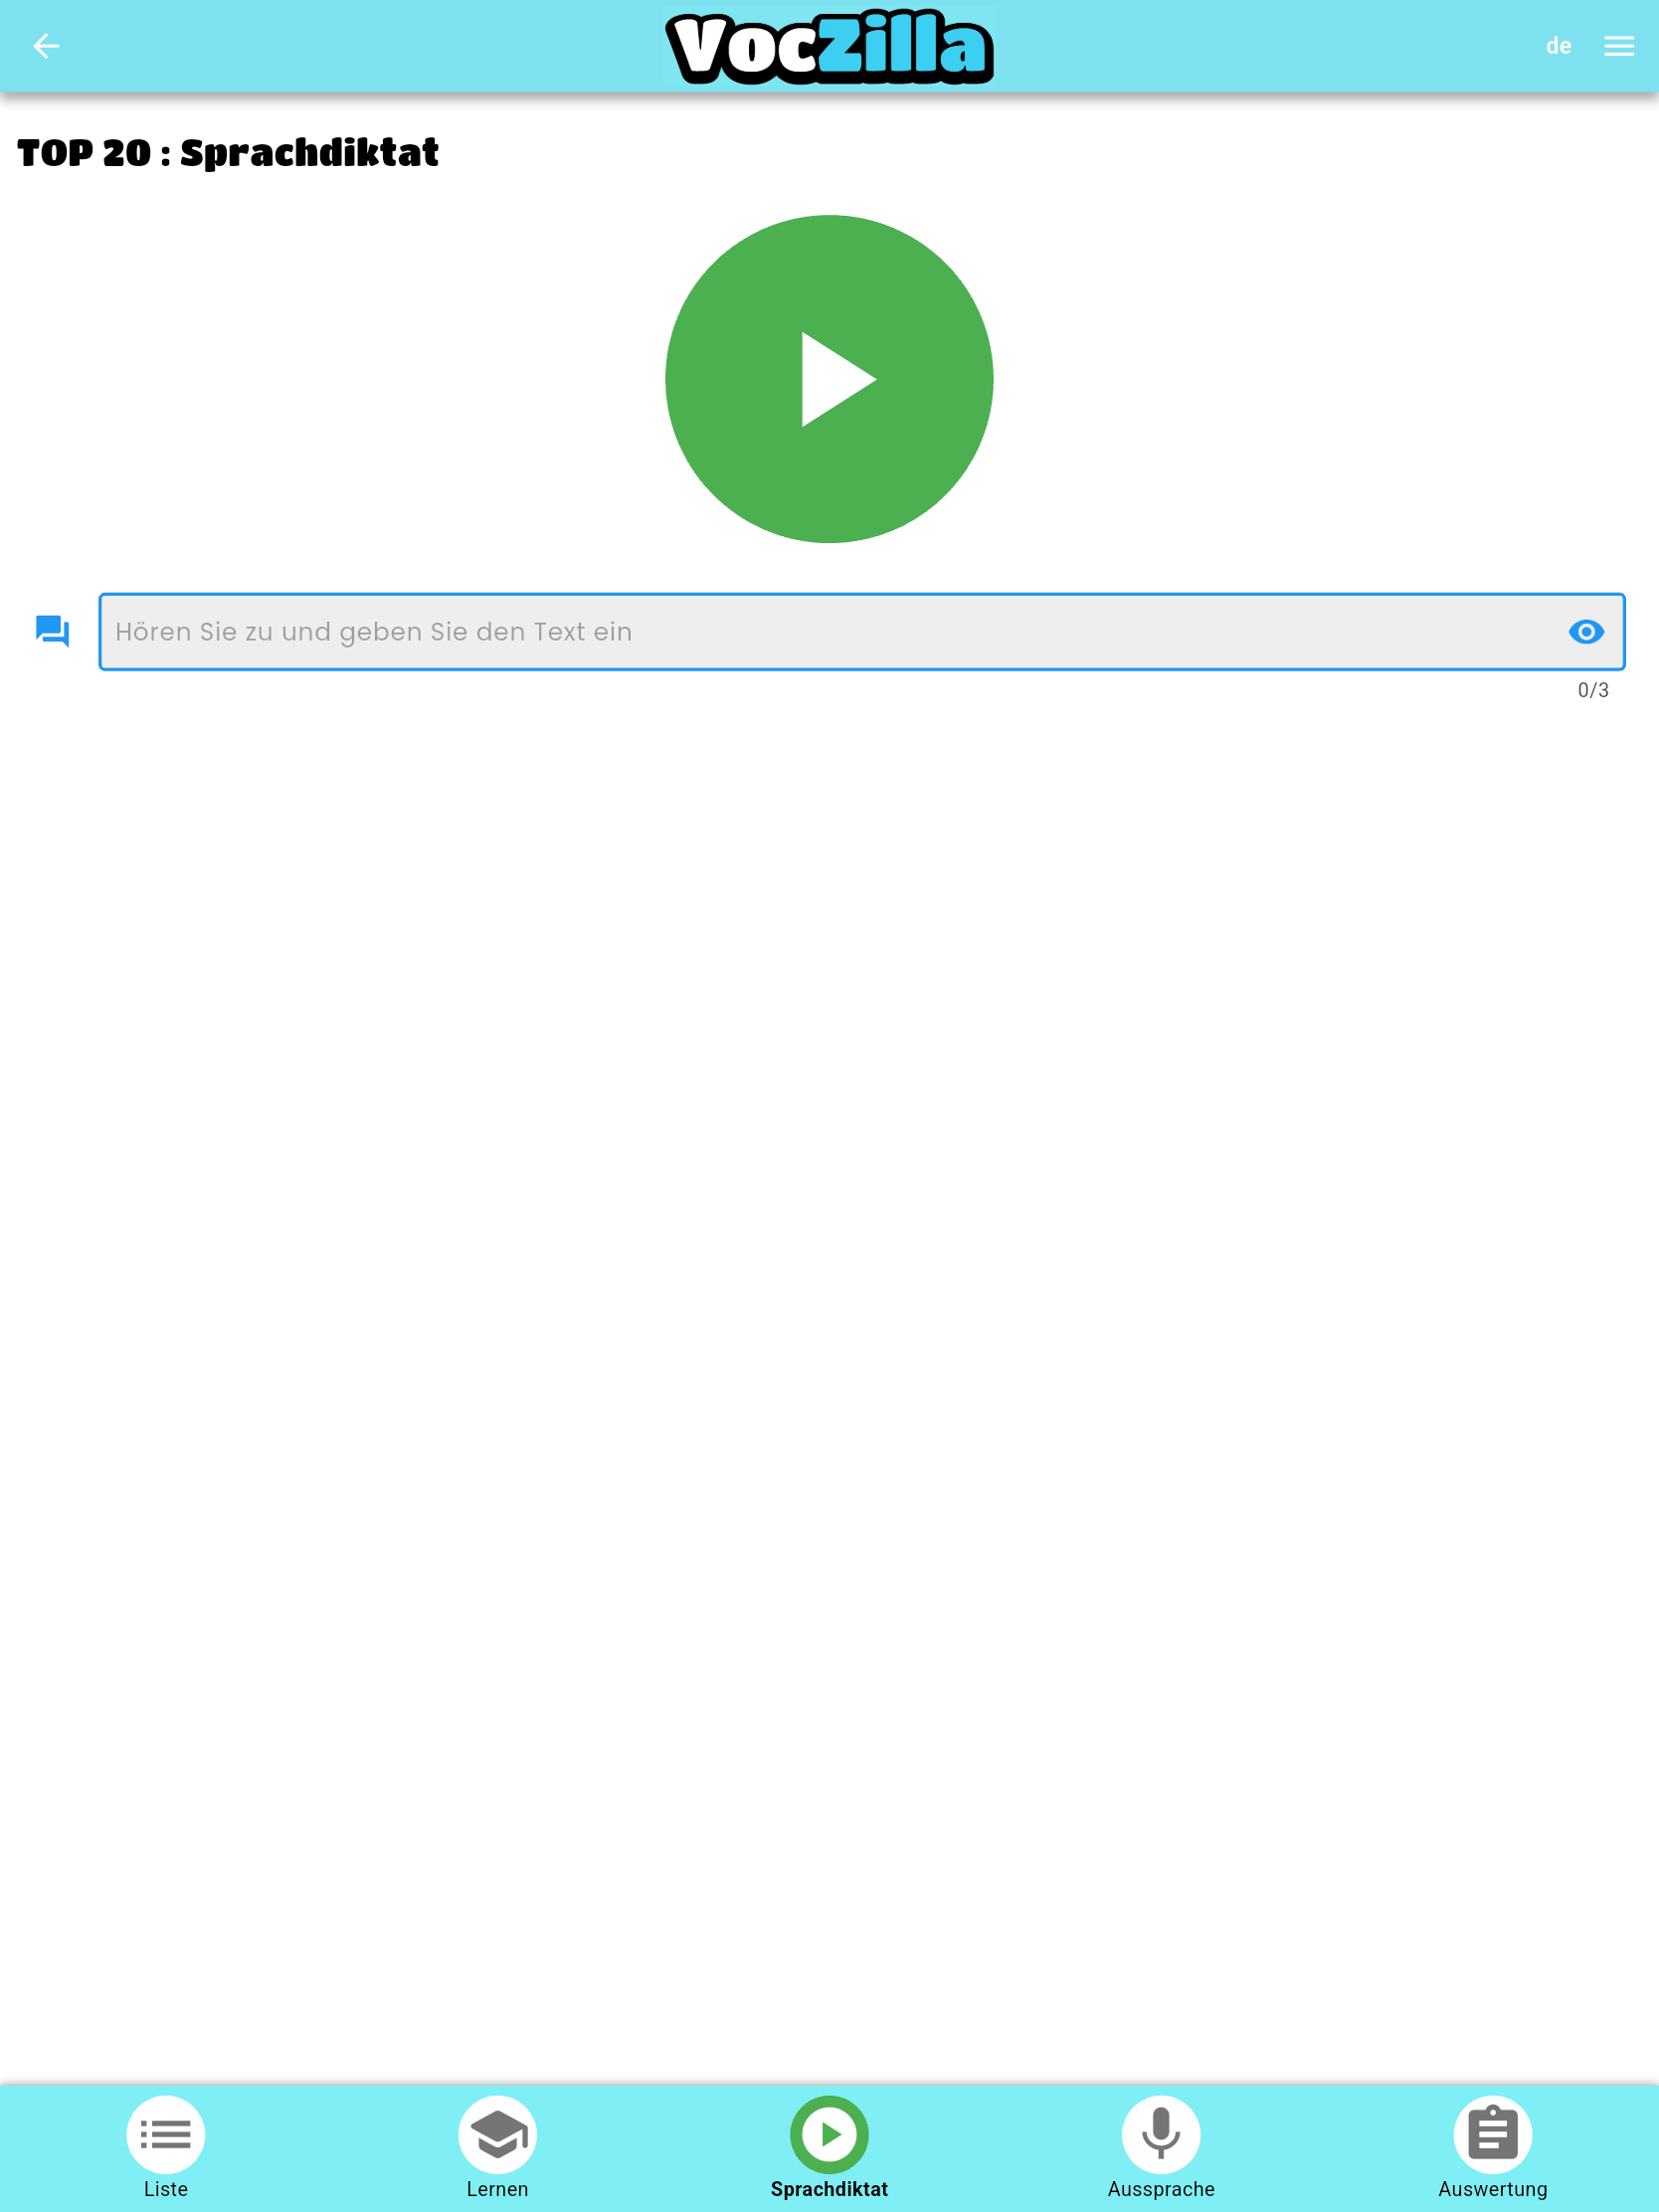 VocZilla
de
TOP 20 : Sprachdiktat
Hören Sie zu und geben Sie den Text ein
0/3
Liste
Lernen
Sprachdiktat
Aussprache
Auswertung